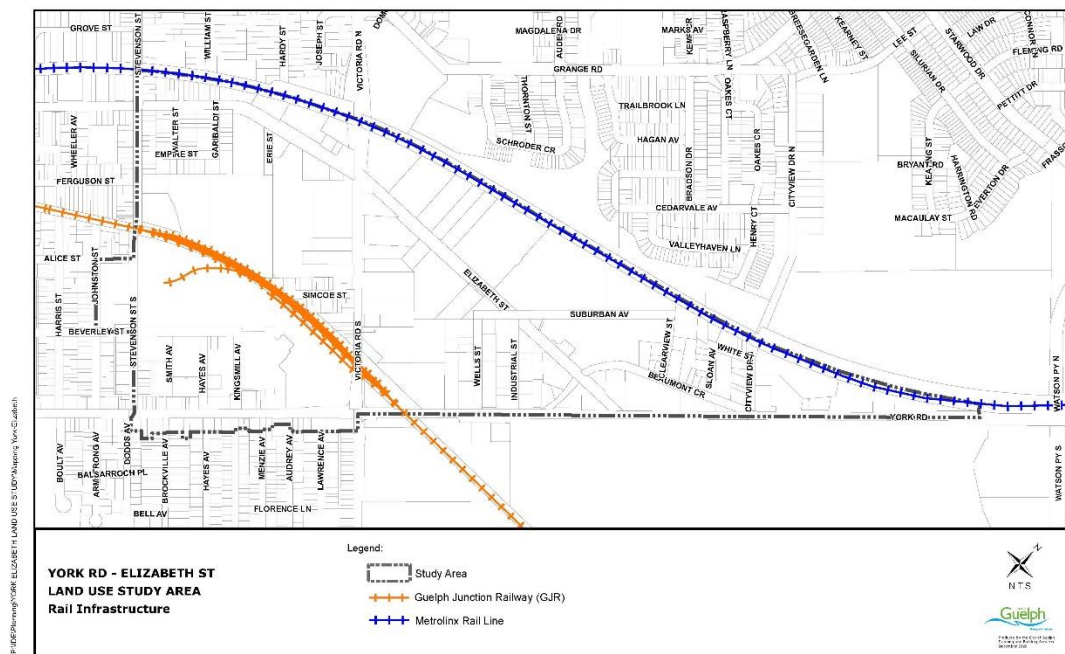 GROVE ST
STEVENSON ST
WILLIAM ST
HARDY ST
JOSEPH ST
VICTORIA RD N
MAGDALENA DR
AUDEN RD
MARKS AV
KEMP CR
RASPBERRY LN
BREESEGARDEN LN
KEARNEY ST
LEE ST
STARWOOD DR
LAW DR
CONNOR LN
FLEMING RD
SILURIAN DR
PETTITT DR
GRANGE RD
OAKES CT
THORNTON ST
TRAILBROOK LN
WHEELER AV
WALTER ST
GARIBALDI ST
EMPIRE ST
ERIE ST
SCHRODER CR
HAGAN AV
BRADSON DR
OAKES CR
CITYVIEW DR N
KEATING ST
BRYANT RD
HARRINGTON RD
EVERTON DR
FERGUSON ST
CEDARVALE AV
HENRY CT
MACAULAY ST
VALLEYHAVEN LN
ALICE ST
JOHNSTON ST
HARRIS ST
BEVERLEY ST
STEVENSON ST S
SIMCOE ST
VICTORIA RD S
ELIZABETH ST
SUBURBAN AV
SMITH AV
HAYES AV
KINGSMILL AV
WELLS ST
INDUSTRIAL ST
CLEARVIEW ST
SLOAN AV
WHITE ST
CITYVIEW DR S
BEAUMONT CR
YORK RD
WATSON PY N
WATSON PY S
BOULT AV
ARMSTRONG AV
DODDS AV
BALSARROCH PL
BROCKVILLE AV
HAYES AV
MENZIE AV
AUDREY AV
LAWRENCE AV
BELL AV
FLORENCE LN
YORK RD - ELIZABETH ST
LAND USE STUDY AREA
Rail Infrastructure
Legend:
Study Area
Guelph Junction Railway (GJR)
Metrolinx Rail Line
N
N T S
Guelph